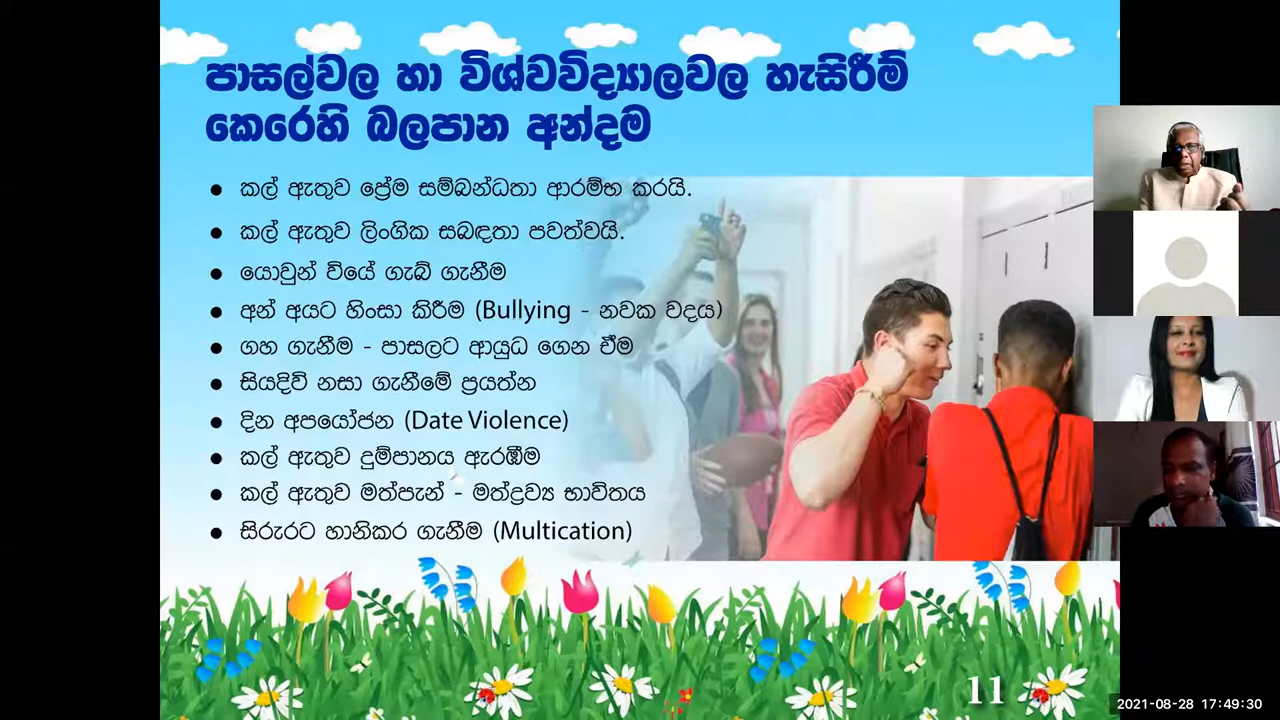 පාසල්වල හා විශ්වවිද්‍යාලවල හැසිරීම්
කෙරෙහි බලපාන අන්දම
● කල් ඇතුව ප්‍රේම සම්බන්ධතා ආරම්භ කරයි.
● කල් ඇතුව ලිංගික සබඳතා පවත්වයි.
● යොවුන් වියේ ගැබ් ගැනීම
● අන් අයට හිංසා කිරීම (Bullying - නවක වදය)
● ගහ ගැනීම - පාසලට ආයුධ ගෙන ඒම
● සියදිවි නසා ගැනීමේ ප්‍රයත්න
● දින අපයෝජන (Date Violence)
● කල් ඇතුව දුම්පානය ඇරඹීම
● කල් ඇතුව මත්පැන් - මත්ද්‍රව්‍ය භාවිතය
● සිරුරට හානිකර ගැනීම (Multication)
11
2021-08-28 17:49:30